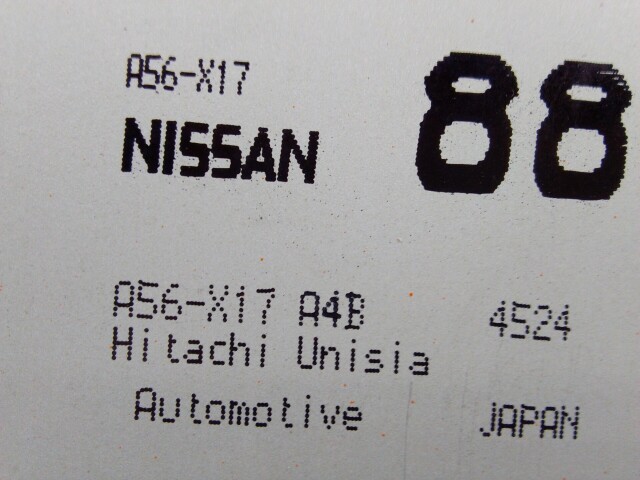 A56-X17
NISSAN 88
A56-X17 A4B 4524
Hitachi Unisia
Automotive JAPAN